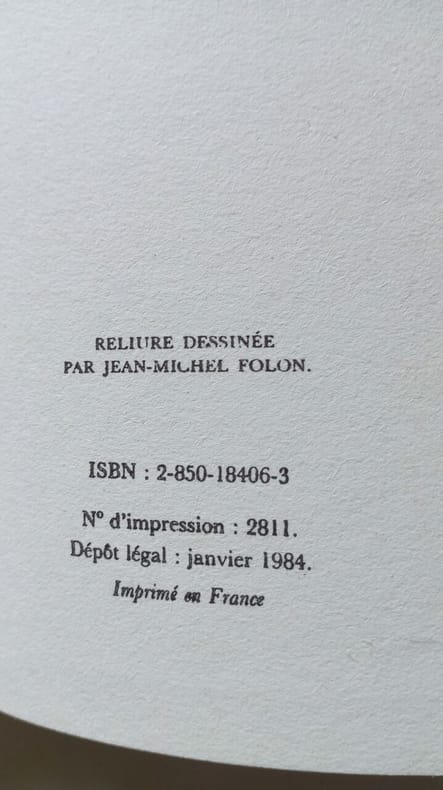 RELIURE DESSINÉE
PAR JEAN-MICHEL FOLON.
ISBN : 2-850-18406-3
Nº d'impression : 2811.
Dépôt légal : janvier 1984.
Imprimé en France